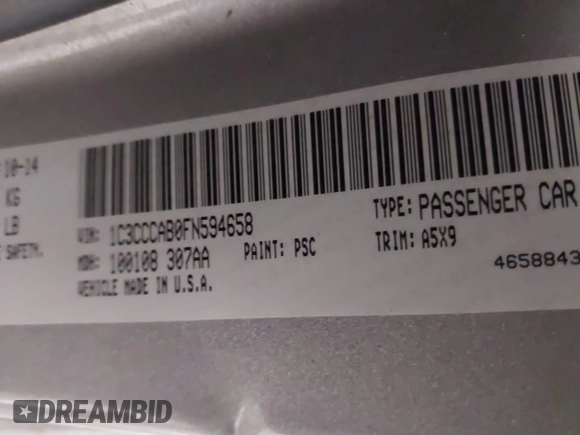 10-14
KG
LB
SAFETY.
VIN: 1C3CCCAB0FN594658
TYPE: PASSENGER CAR
MDH: 100108 307AA
PAINT: PSC
TRIM: A5X9
VEHICLE MADE IN U.S.A.
4658843
DREAMBID